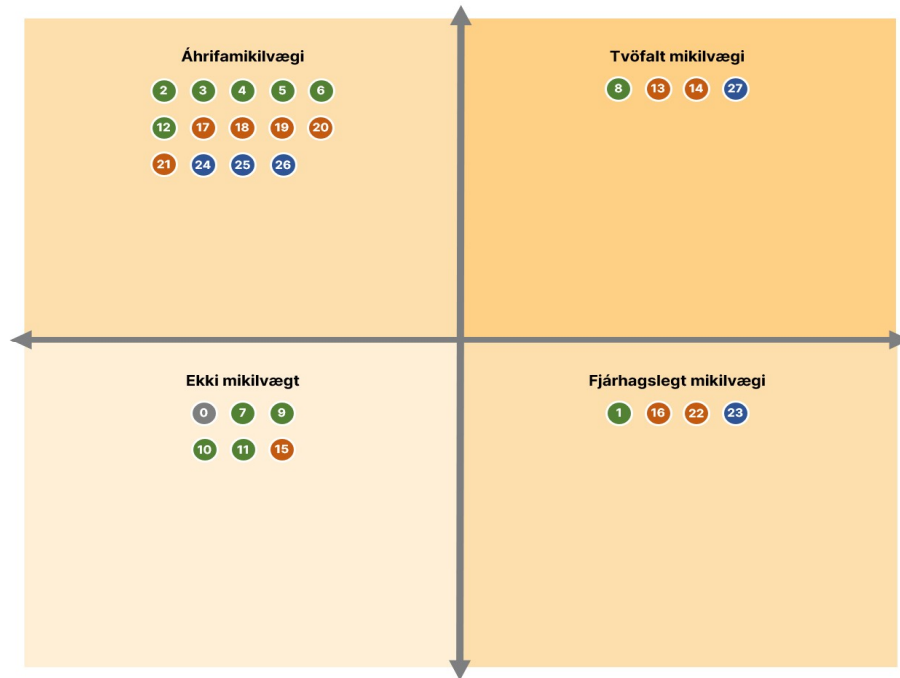 Áhrifamikilvægi
2 3 4 5 6
12 17 18 19 20
21 24 25 26
Tvöfalt mikilvægi
8 13 14 27
Ekki mikilvægt
0 7 9
10 11 15
Fjárhagslegt mikilvægi
1 16 22 23